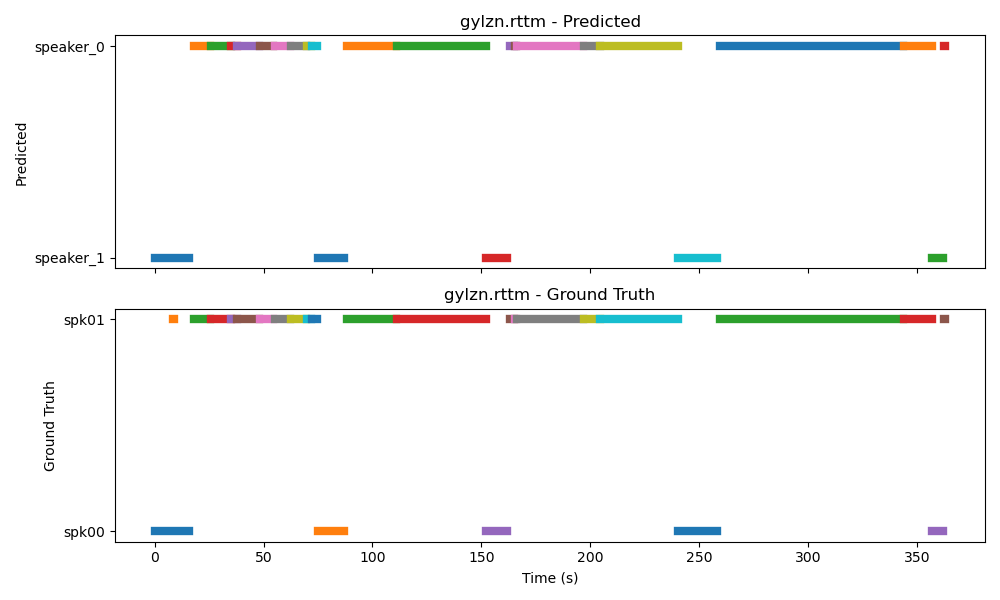 gylzn.rttm - Predicted
speaker_0
Predicted
speaker_1
gylzn.rttm - Ground Truth
spk01
Ground Truth
spk00
0 50 100 150 200 250 300 350
Time (s)